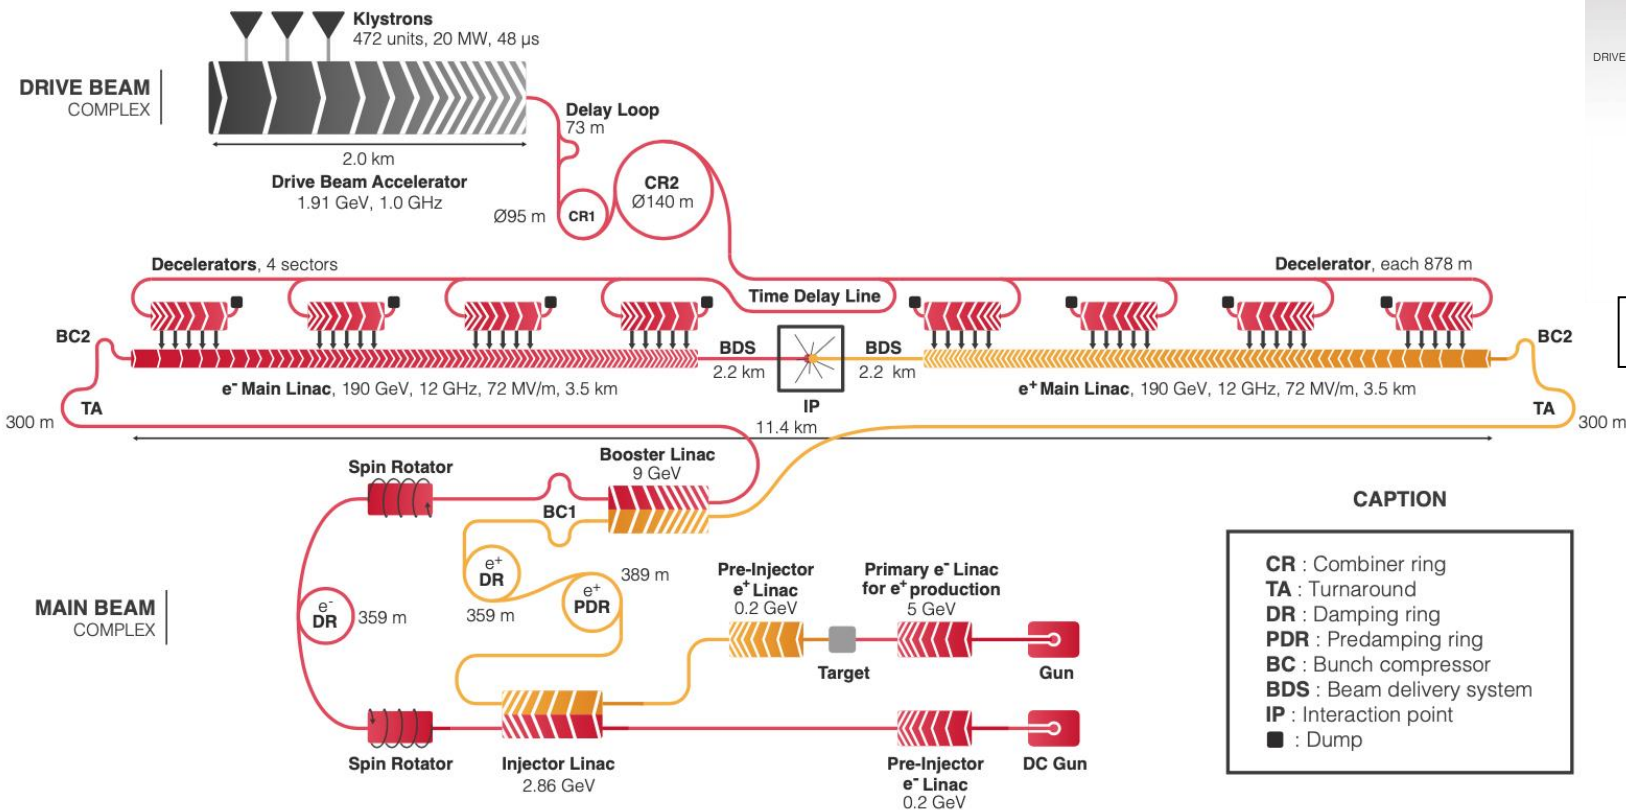 Klystrons
472 units, 20 MW, 48 µs
DRIVE
DRIVE BEAM
COMPLEX
Delay Loop
73 m
2.0 km
Drive Beam Accelerator
1.91 GeV, 1.0 GHz
CR2
Ø140 m
Ø95 m
CR1
Decelerators, 4 sectors
Decelerator, each 878 m
Time Delay Line
BC2
BDS
2.2 km
BDS
2.2 km
BC2
e⁻ Main Linac, 190 GeV, 12 GHz, 72 MV/m, 3.5 km
IP
e⁺ Main Linac, 190 GeV, 12 GHz, 72 MV/m, 3.5 km
TA
300 m
TA
300 m
11.4 km
Booster Linac
9 GeV
Spin Rotator
BC1
CAPTION
CR : Combiner ring
TA : Turnaround
DR : Damping ring
PDR : Predamping ring
BC : Bunch compressor
BDS : Beam delivery system
IP : Interaction point
: Dump
MAIN BEAM
COMPLEX
e⁻
DR
359 m
e⁺
DR
359 m
e⁺
PDR
389 m
Pre-Injector
e⁺ Linac
0.2 GeV
Primary e⁻ Linac
for e⁺ production
5 GeV
Target
Gun
Spin Rotator
Injector Linac
2.86 GeV
Pre-Injector
e⁻ Linac
0.2 GeV
DC Gun